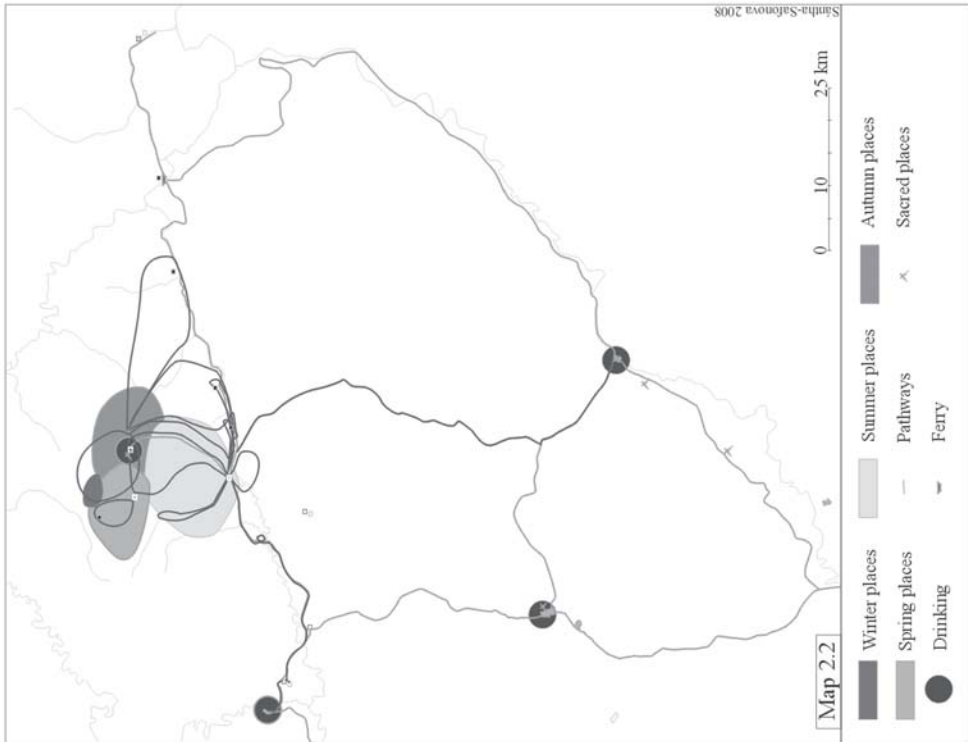 Sántha-Safonova 2008
0 10 25 km
Map 2.2
Winter places
Summer places
Autumn places
Spring places
Pathways
Sacred places
Drinking
Ferry